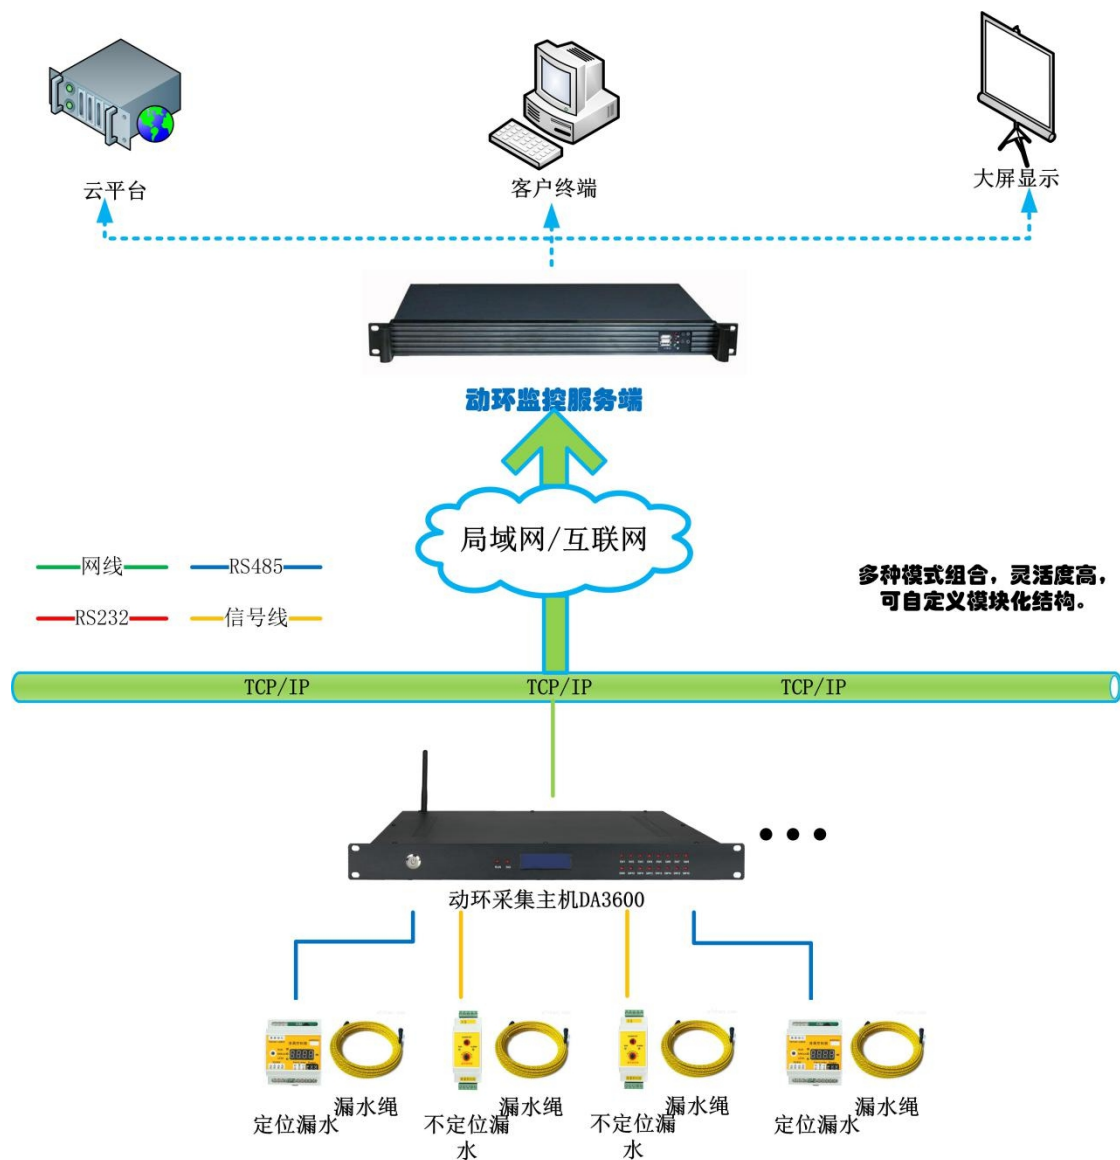 云平台
客户终端
大屏显示
动环监控服务端
局域网/互联网
网线
RS485
RS232
信号线
多种模式组合，灵活度高，
可自定义模块化结构。
TCP/IP
TCP/IP
TCP/IP
动环采集主机DA3600
定位漏水
漏水绳
不定位漏
水
漏水绳
不定位漏
水
漏水绳
定位漏水
漏水绳